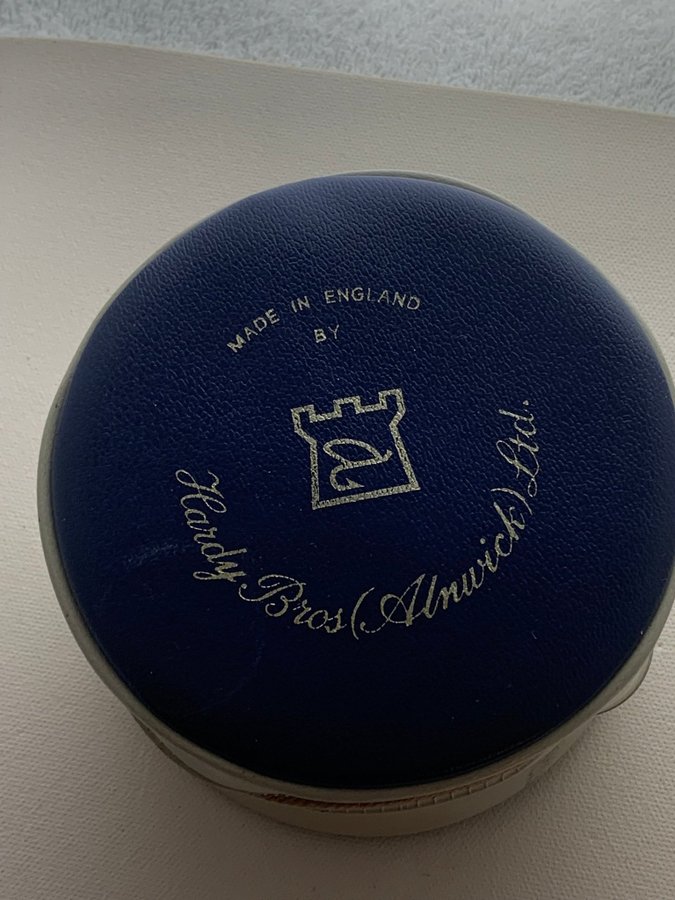 MADE IN ENGLAND
BY
Hardy Bros (Alnwick) Ltd.